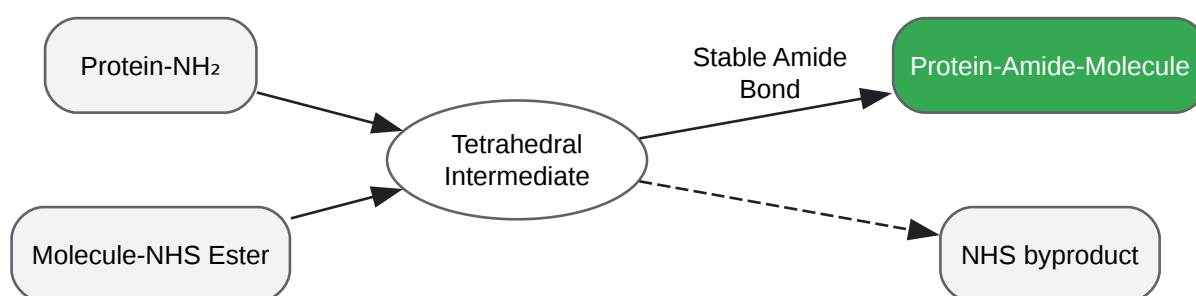 Protein-NH₂
Molecule-NHS Ester
Tetrahedral
Intermediate
Stable Amide
Bond
Protein-Amide-Molecule
NHS byproduct